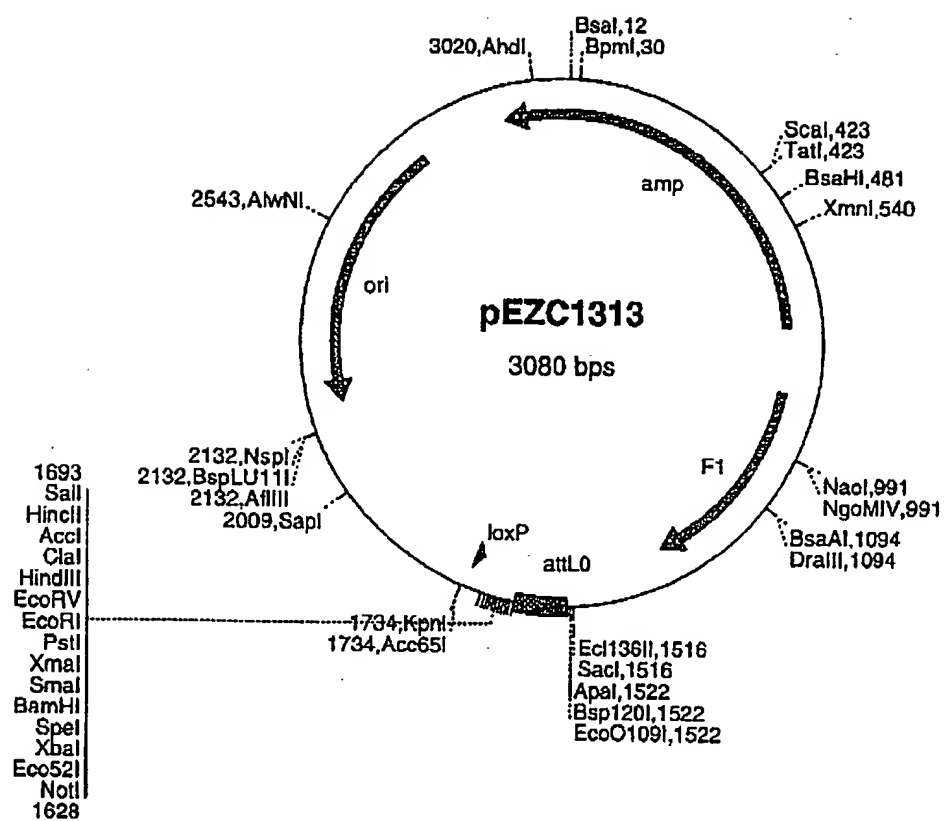 BsaI,12
3020,AhdI
BpmI,30
ScaI,423
TatI,423
BsaHI,481
XmnI,540
amp
2543,AlwNI
ori
pEZC1313
3080 bps
F1
NaoI,991
NgoMIV,991
BsaAI,1094
DraIII,1094
2132,NspI
2132,BspLU11I
2132,AflIII
2009,SapI
loxP
attL0
1734,KpnI
1734,Acc65I
Ecl136II,1516
SacI,1516
ApaI,1522
Bsp120I,1522
EcoO109I,1522
1693
SalI
HincII
AccI
ClaI
HindIII
EcoRV
EcoRI
PstI
XmaI
SmaI
BamHI
SpeI
XbaI
Eco52I
NotI
1628